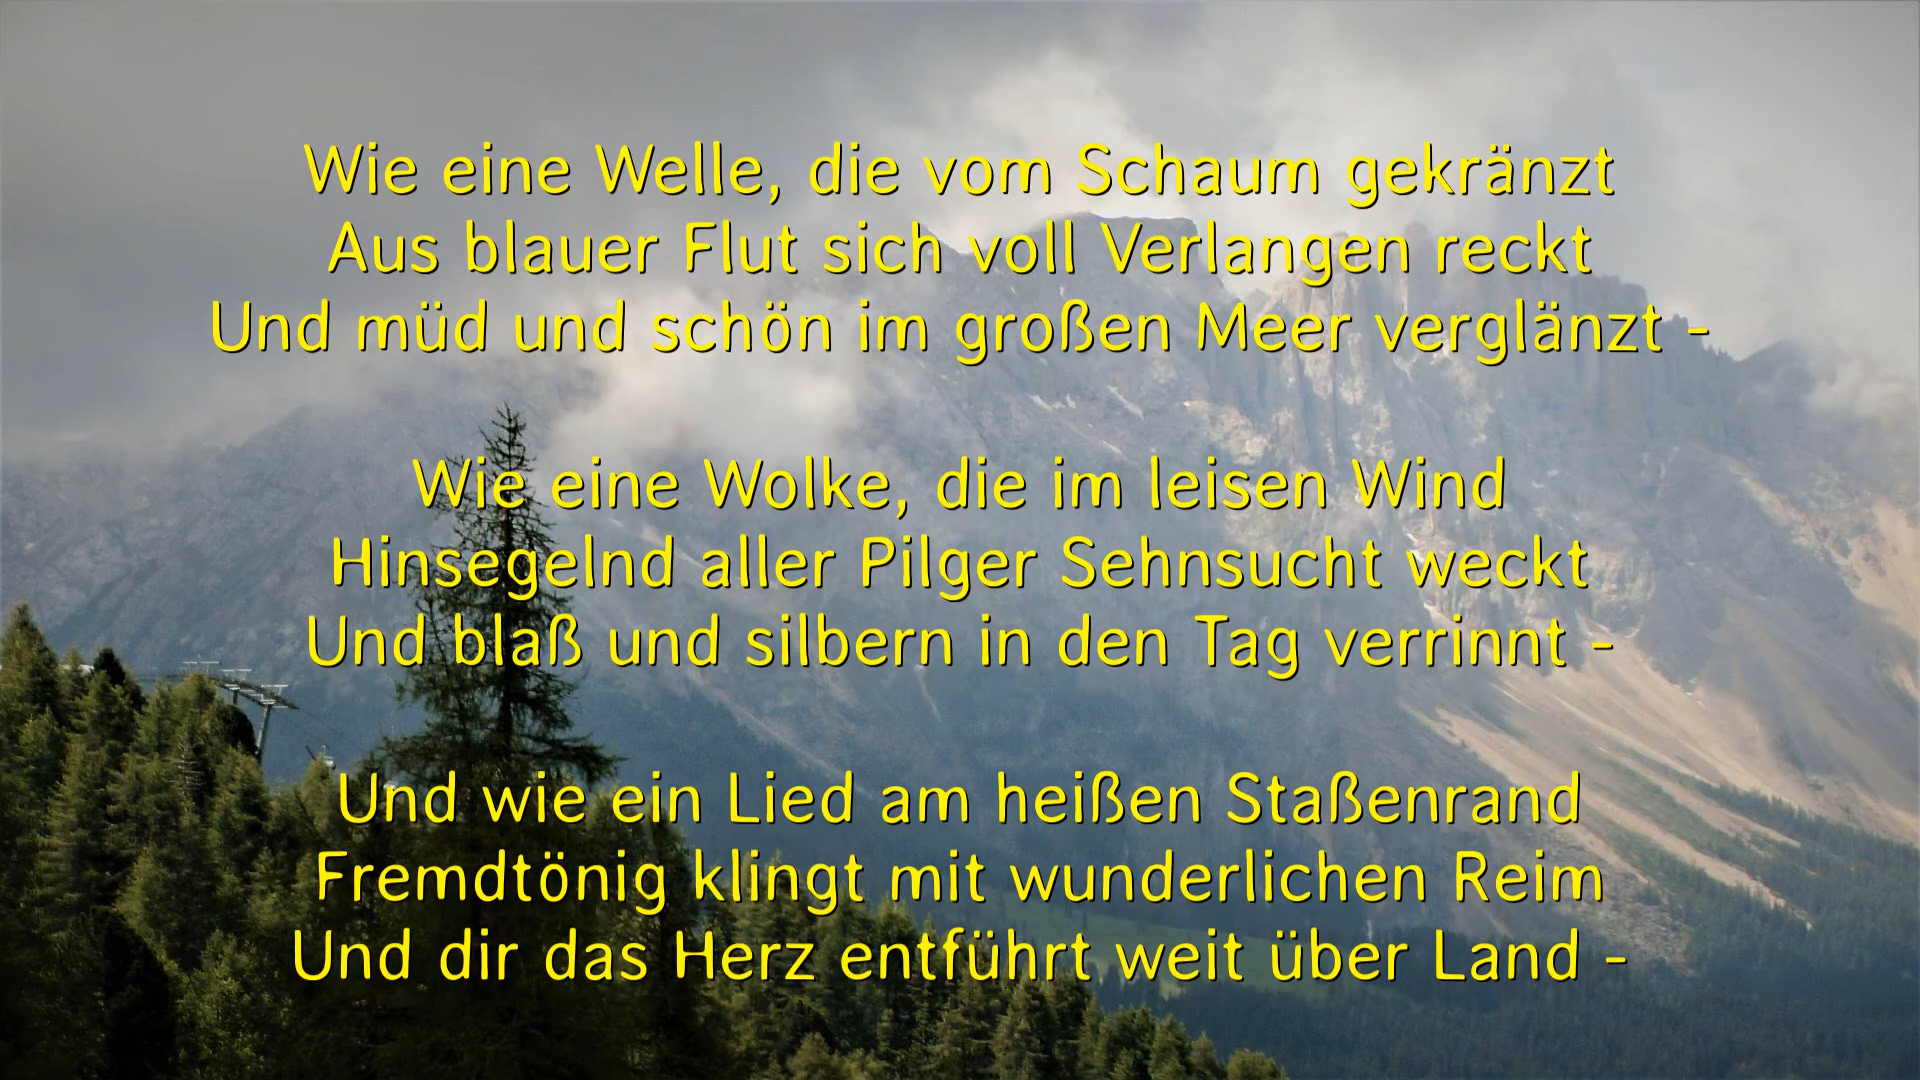 Wie eine Welle, die vom Schaum gekränzt
Aus blauer Flut sich voll Verlangen reckt
Und müd und schön im großen Meer verglänzt -
Wie eine Wolke, die im leisen Wind
Hinsegelnd aller Pilger Sehnsucht weckt
Und blaß und silbern in den Tag verrinnt -
Und wie ein Lied am heißen Staßenrand
Fremdtönig klingt mit wunderlichen Reim
Und dir das Herz entführt weit über Land -